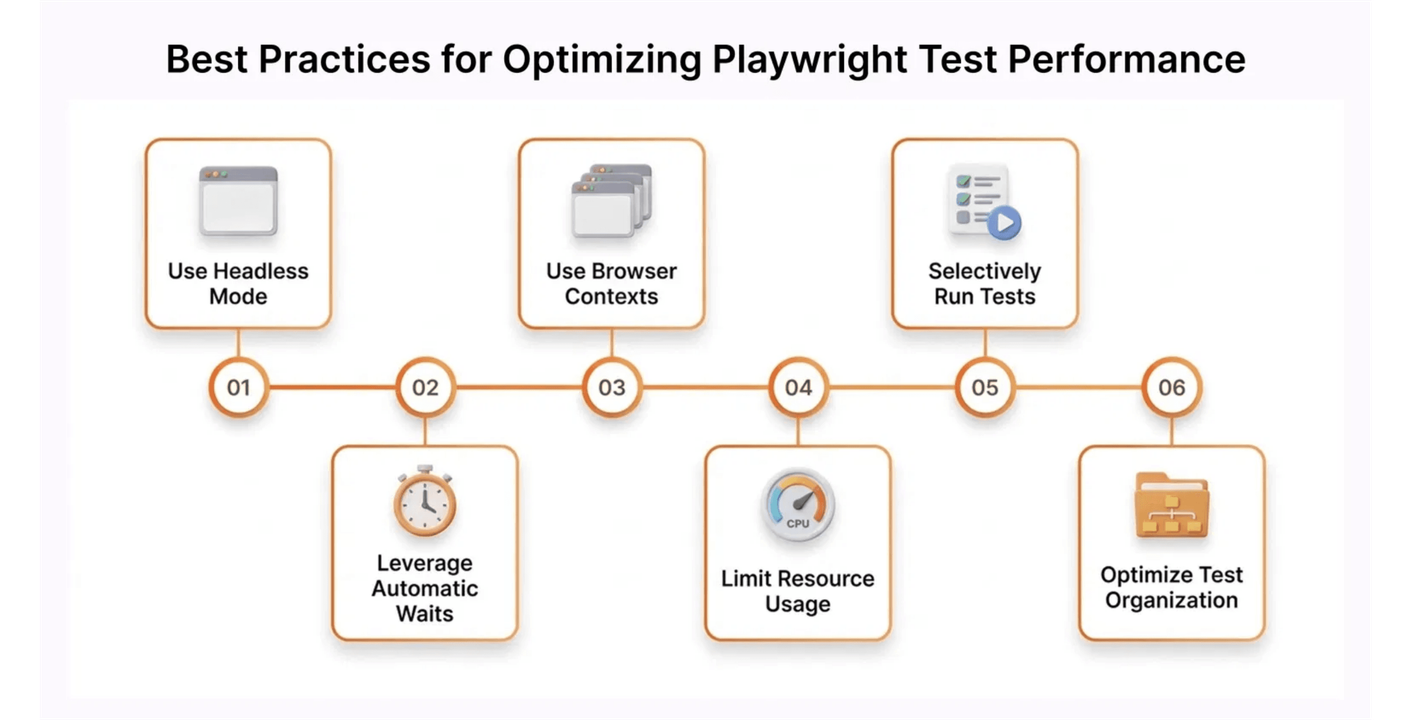 Best Practices for Optimizing Playwright Test Performance
Use Headless
Mode
Use Browser
Contexts
Selectively
Run Tests
01
02
03
04
05
06
Leverage
Automatic
Waits
CPU
Limit Resource
Usage
Optimize Test
Organization